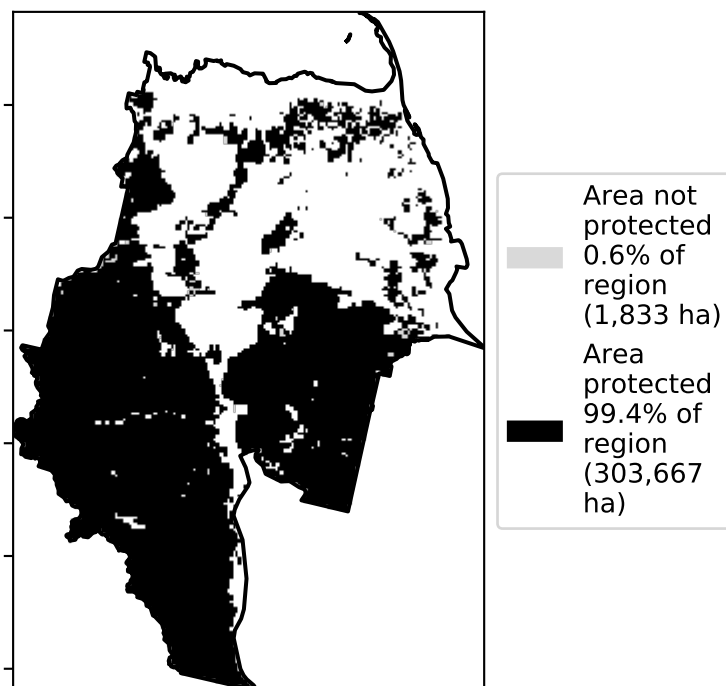 Area not
protected
0.6% of
region
(1,833 ha)
Area
protected
99.4% of
region
(303,667
ha)